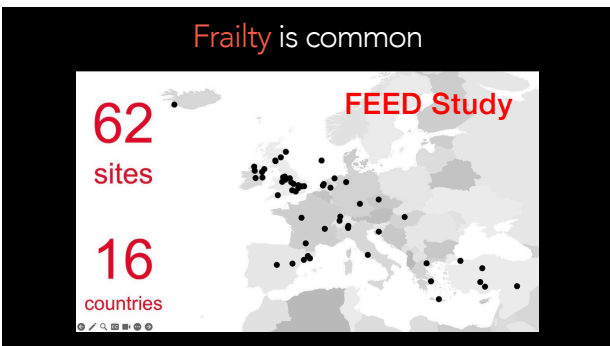 Frailty is common
FEED Study
62
sites
16
countries